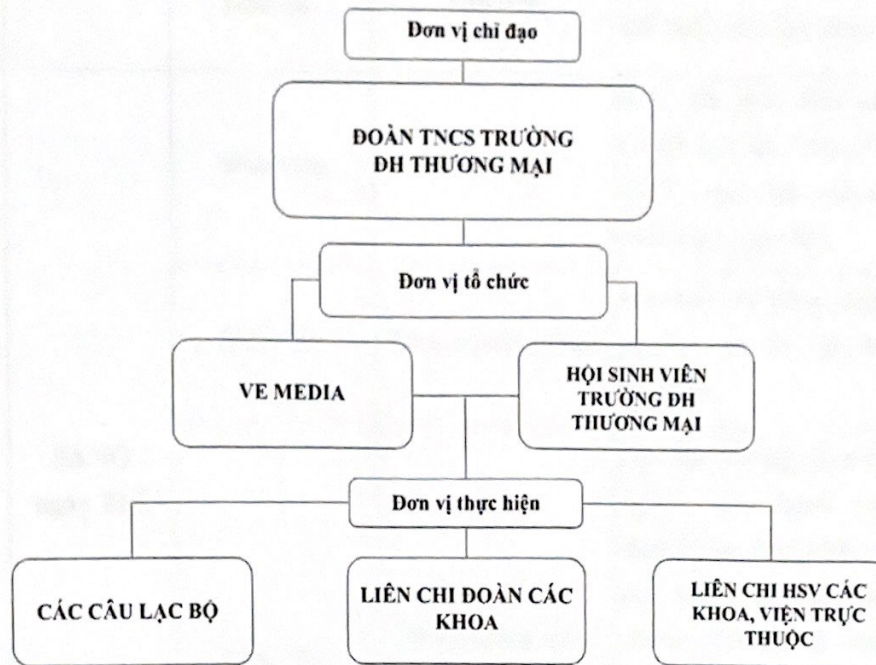 Đơn vị chỉ đạo
ĐOÀN TNCS TRƯỜNG
ĐH THƯƠNG MẠI
Đơn vị tổ chức
VE MEDIA
HỘI SINH VIÊN
TRƯỜNG ĐH
THƯƠNG MẠI
Đơn vị thực hiện
CÁC CÂU LẠC BỘ
LIÊN CHI ĐOÀN CÁC
KHOA
LIÊN CHI HSV CÁC
KHOA, VIỆN TRỰC
THUỘC